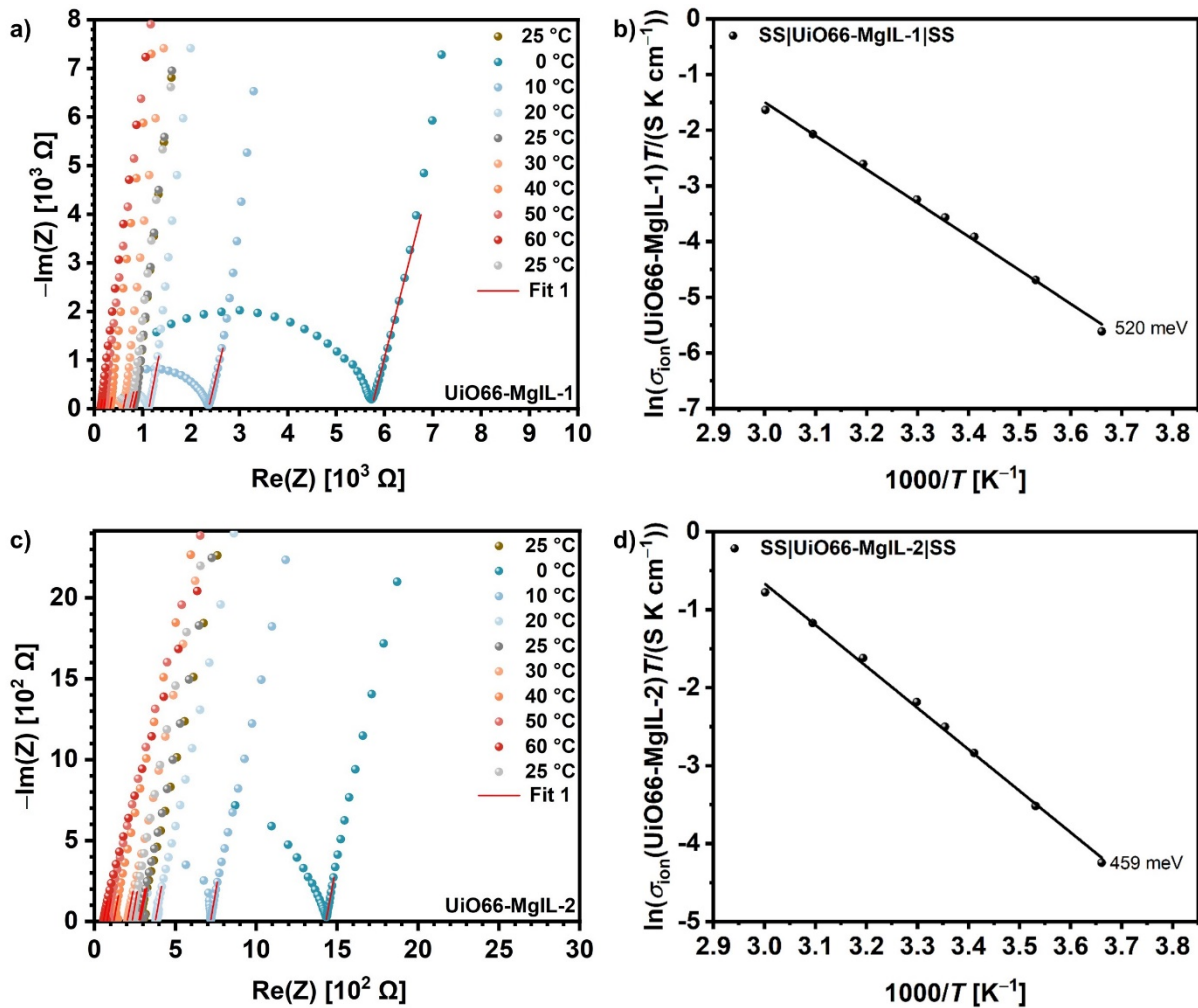 a)
−Im(Z) [10³ Ω]
8
7
6
5
4
3
2
1
0
25 °C
0 °C
10 °C
20 °C
25 °C
30 °C
40 °C
50 °C
60 °C
25 °C
Fit 1
UiO66-MgIL-1
0 1 2 3 4 5 6 7 8 9 10
Re(Z) [10³ Ω]
b)
ln(σion(UiO66-MgIL-1)T/(S K cm⁻¹))
0
-1
-2
-3
-4
-5
-6
-7
SS|UiO66-MgIL-1|SS
520 meV
2.9 3.0 3.1 3.2 3.3 3.4 3.5 3.6 3.7 3.8
1000/T [K⁻¹]
c)
−Im(Z) [10² Ω]
20
15
10
5
0
25 °C
0 °C
10 °C
20 °C
25 °C
30 °C
40 °C
50 °C
60 °C
25 °C
Fit 1
UiO66-MgIL-2
0 5 10 15 20 25 30
Re(Z) [10² Ω]
d)
ln(σion(UiO66-MgIL-2)T/(S K cm⁻¹))
0
-1
-2
-3
-4
-5
SS|UiO66-MgIL-2|SS
459 meV
2.9 3.0 3.1 3.2 3.3 3.4 3.5 3.6 3.7 3.8
1000/T [K⁻¹]